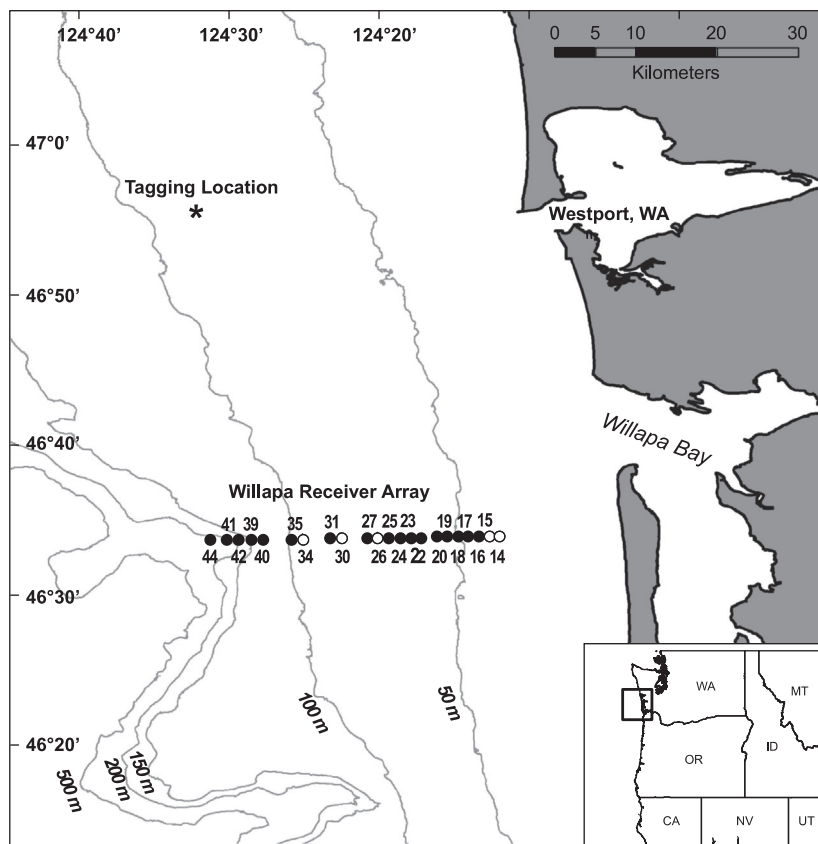 124°40’ 124°30’ 124°20’
0 5 10 20 30
Kilometers
47°0’
Tagging Location
*
Westport, WA
46°50’
46°40’
Willapa Bay
Willapa Receiver Array
41 39 35 31 27 25 23 19 17 15
44 42 40 34 30 26 24 22 20 18 16 14
46°30’
100 m
50 m
46°20’
500 m
200 m
150 m
WA
MT
OR
ID
CA
NV
UT